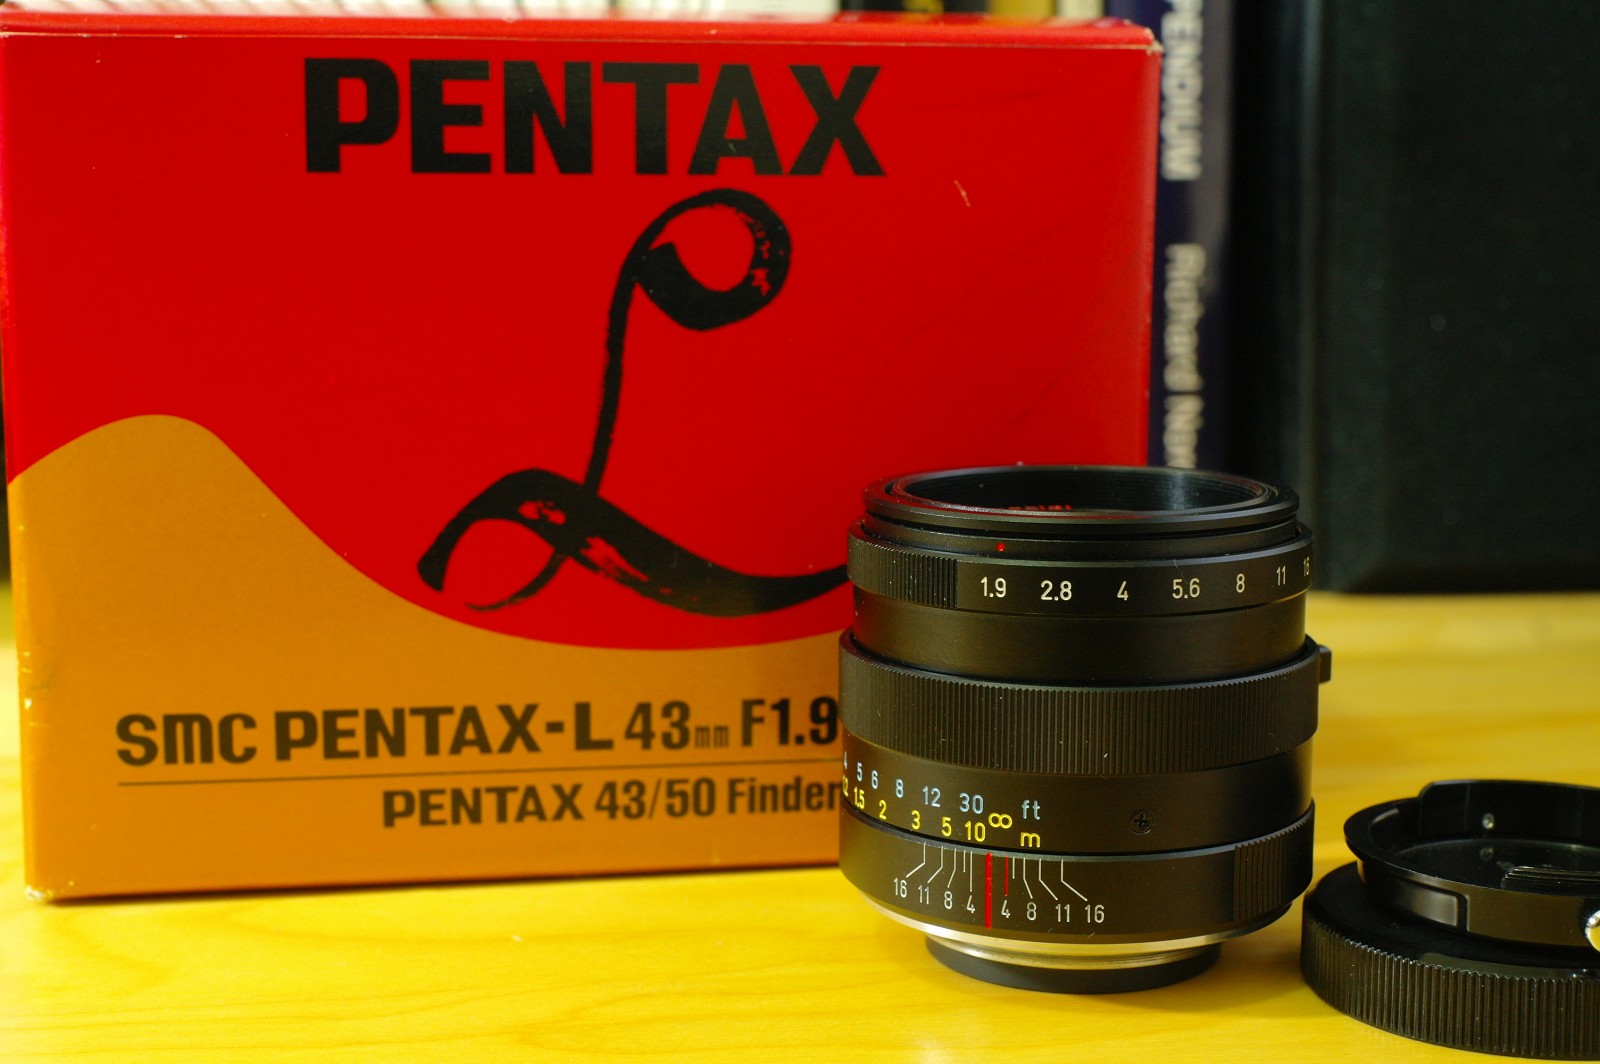 PENTAX
L
smc PENTAX-L 43mm F1.9
PENTAX 43/50 Finder
PENDIUM
Richard
1.9 2.8 4 5.6 8 11 16
5 6 8 12 30 ∞ ft
1.5 2 3 5 10 m
16 11 8 4 4 8 11 16